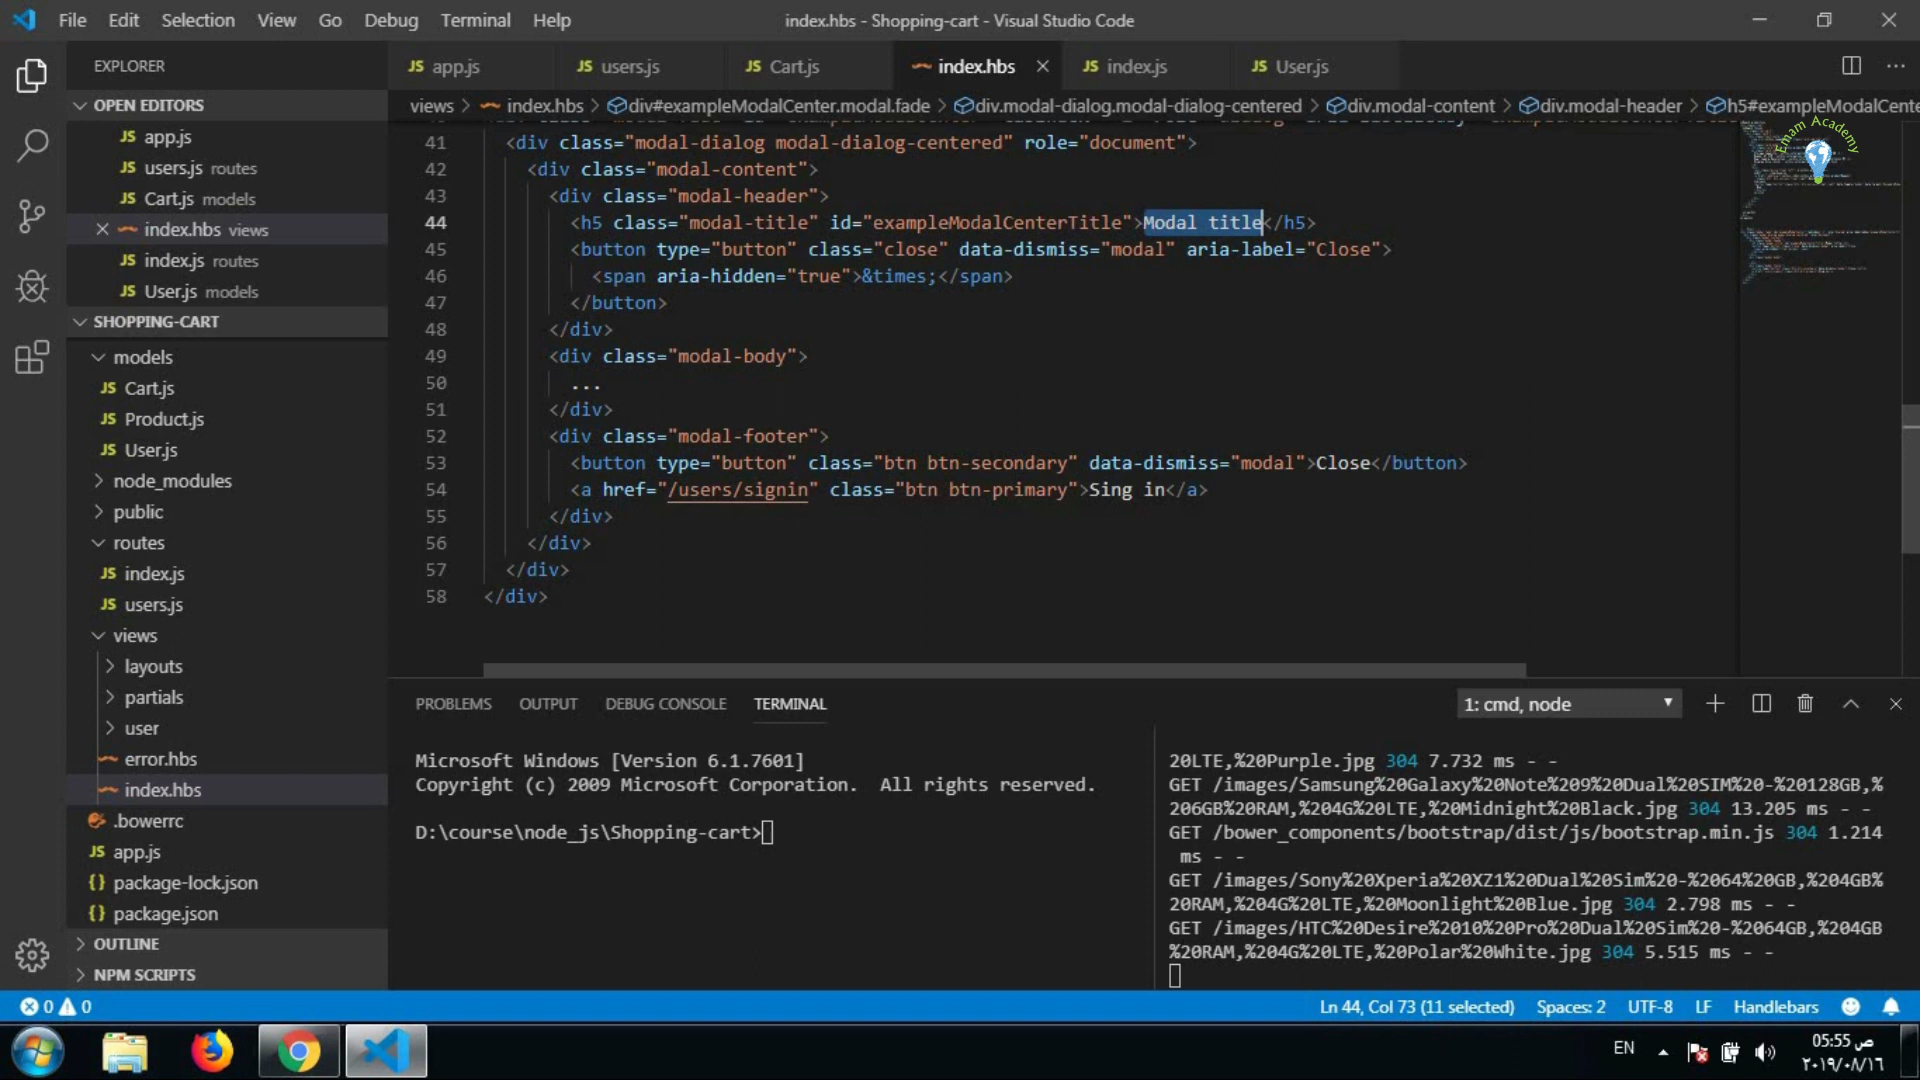 File Edit Selection View Go Debug Terminal Help
index.hbs - Shopping-cart - Visual Studio Code
EXPLORER
OPEN EDITORS
JS app.js
JS users.js routes
JS Cart.js models
index.hbs views
JS index.js routes
JS User.js models
SHOPPING-CART
models
JS Cart.js
JS Product.js
JS User.js
node_modules
public
routes
JS index.js
JS users.js
views
layouts
partials
user
error.hbs
index.hbs
.bowerrc
JS app.js
{} package-lock.json
{} package.json
OUTLINE
NPM SCRIPTS
JS app.js JS users.js JS Cart.js index.hbs JS index.js JS User.js
views > index.hbs > div#exampleModalCenter.modal.fade > div.modal-dialog.modal-dialog-centered > div.modal-content > div.modal-header > h5#exampleModalCente
Emam Academy
41 <div class="modal-dialog modal-dialog-centered" role="document">
42 <div class="modal-content">
43 <div class="modal-header">
44 <h5 class="modal-title" id="exampleModalCenterTitle">Modal title</h5>
45 <button type="button" class="close" data-dismiss="modal" aria-label="Close">
46 <span aria-hidden="true">&times;</span>
47 </button>
48 </div>
49 <div class="modal-body">
50 ...
51 </div>
52 <div class="modal-footer">
53 <button type="button" class="btn btn-secondary" data-dismiss="modal">Close</button>
54 <a href="/users/signin" class="btn btn-primary">Sing in</a>
55 </div>
56 </div>
57 </div>
58 </div>
PROBLEMS OUTPUT DEBUG CONSOLE TERMINAL
1: cmd, node
Microsoft Windows [Version 6.1.7601]
Copyright (c) 2009 Microsoft Corporation. All rights reserved.
D:\course\node_js\Shopping-cart>
20LTE,%20Purple.jpg 304 7.732 ms - -
GET /images/Samsung%20Galaxy%20Note%209%20Dual%20SIM%20-%20128GB,%
206GB%20RAM,%204G%20LTE,%20Midnight%20Black.jpg 304 13.205 ms - -
GET /bower_components/bootstrap/dist/js/bootstrap.min.js 304 1.214
ms - -
GET /images/Sony%20Xperia%20XZ1%20Dual%20Sim%20-%2064%20GB,%204GB%
20RAM,%204G%20LTE,%20Moonlight%20Blue.jpg 304 2.798 ms - -
GET /images/HTC%20Desire%2010%20Pro%20Dual%20Sim%20-%2064GB,%204GB
%20RAM,%204G%20LTE,%20Polar%20White.jpg 304 5.515 ms - -
0 0
Ln 44, Col 73 (11 selected) Spaces: 2 UTF-8 LF Handlebars
EN
05:55 ص
٢٠١٩/٠٨/١٦